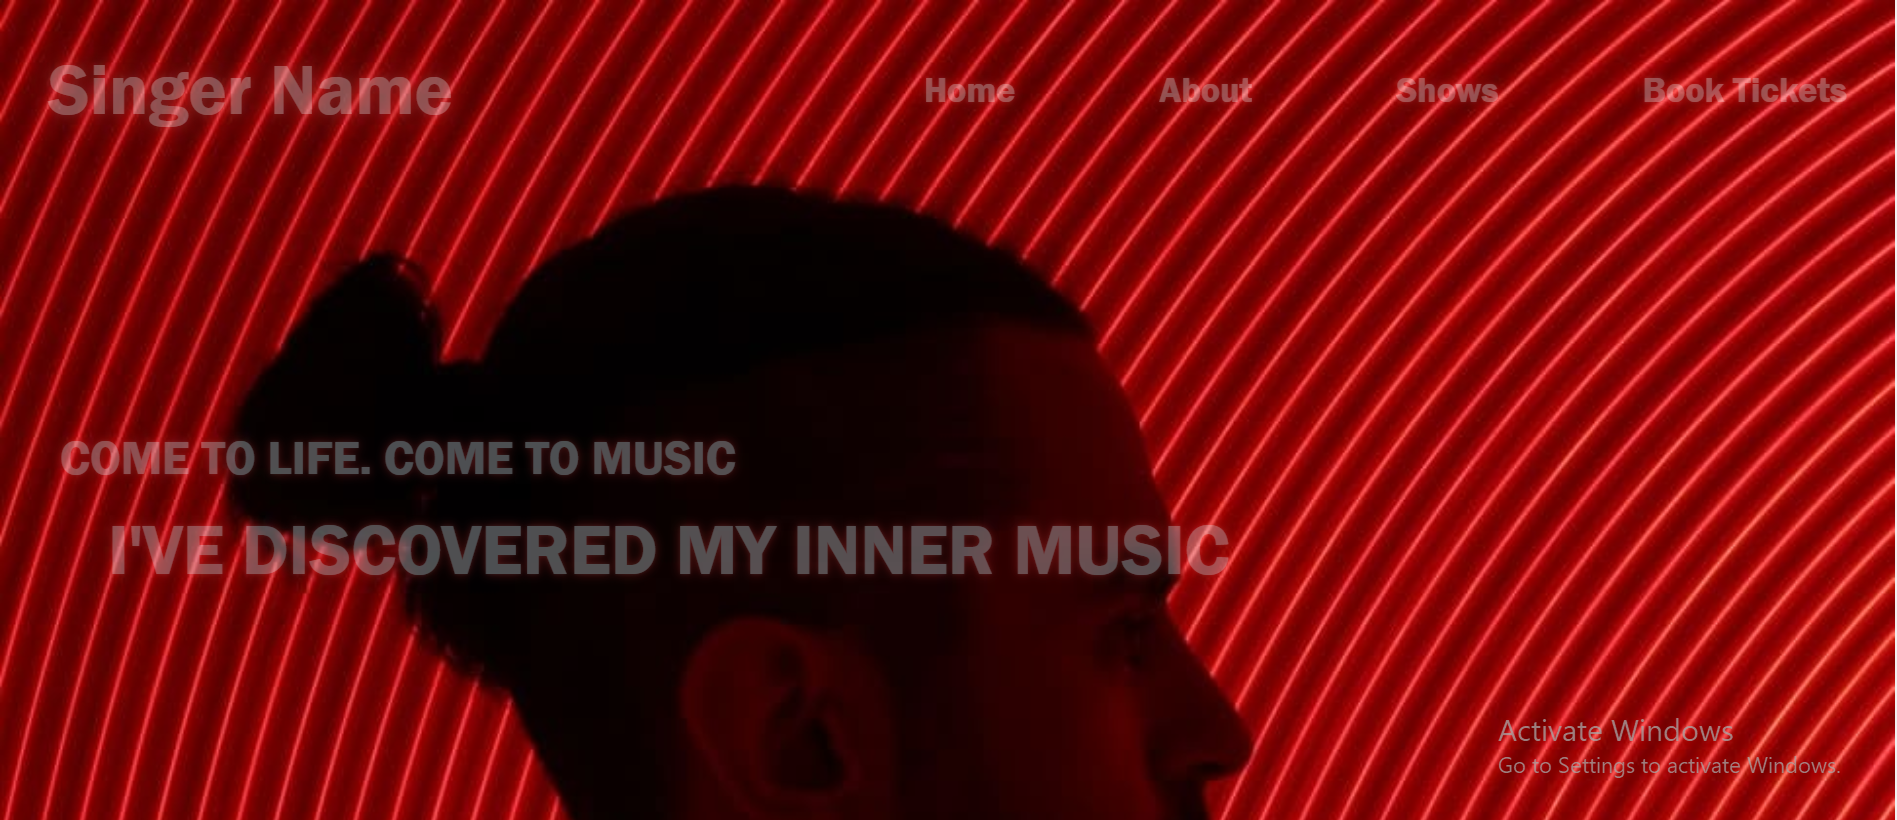 Singer Name
Home About Shows Book Tickets
COME TO LIFE. COME TO MUSIC
I'VE DISCOVERED MY INNER MUSIC
Activate Windows
Go to Settings to activate Windows.